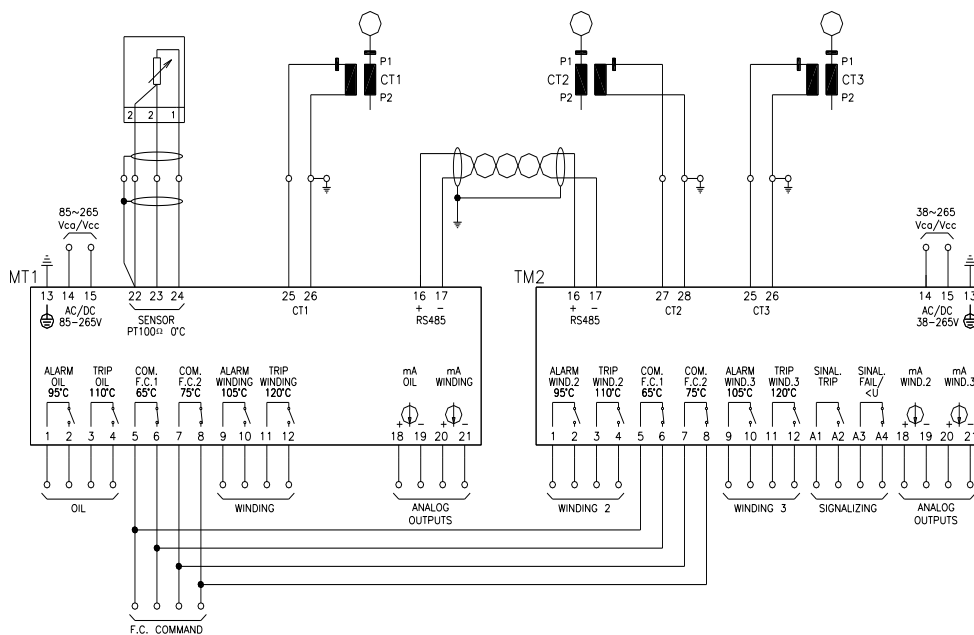 P1
CT1
P2
P1
CT2
P2
P1
CT3
P2
2 2 1
85~265
Vca/Vcc
38~265
Vca/Vcc
MT1
TM2
13 14 15 22 23 24 25 26 16 17
AC/DC
85-265V
SENSOR
PT100Ω 0°C
CT1
+ -
RS485
16 17 27 28 25 26 14 15 13
+ -
RS485
CT2
CT3
AC/DC
38-265V
ALARM
OIL
95°C
TRIP
OIL
110°C
COM.
F.C.1
65°C
COM.
F.C.2
75°C
ALARM
WINDING
105°C
TRIP
WINDING
120°C
mA
OIL
mA
WINDING
+ - + -
1 2 3 4 5 6 7 8 9 10 11 12 18 19 20 21
ALARM
WIND.2
95°C
TRIP
WIND.2
110°C
COM.
F.C.1
65°C
COM.
F.C.2
75°C
ALARM
WIND.3
105°C
TRIP
WIND.3
120°C
SINAL.
TRIP
SINAL.
FAIL/
<U
mA
WIND.2
mA
WIND.3
+ - + -
1 2 3 4 5 6 7 8 9 10 11 12 A1 A2 A3 A4 18 19 20 21
OIL
WINDING
ANALOG
OUTPUTS
WINDING 2
WINDING 3
SIGNALIZING
ANALOG
OUTPUTS
F.C. COMMAND